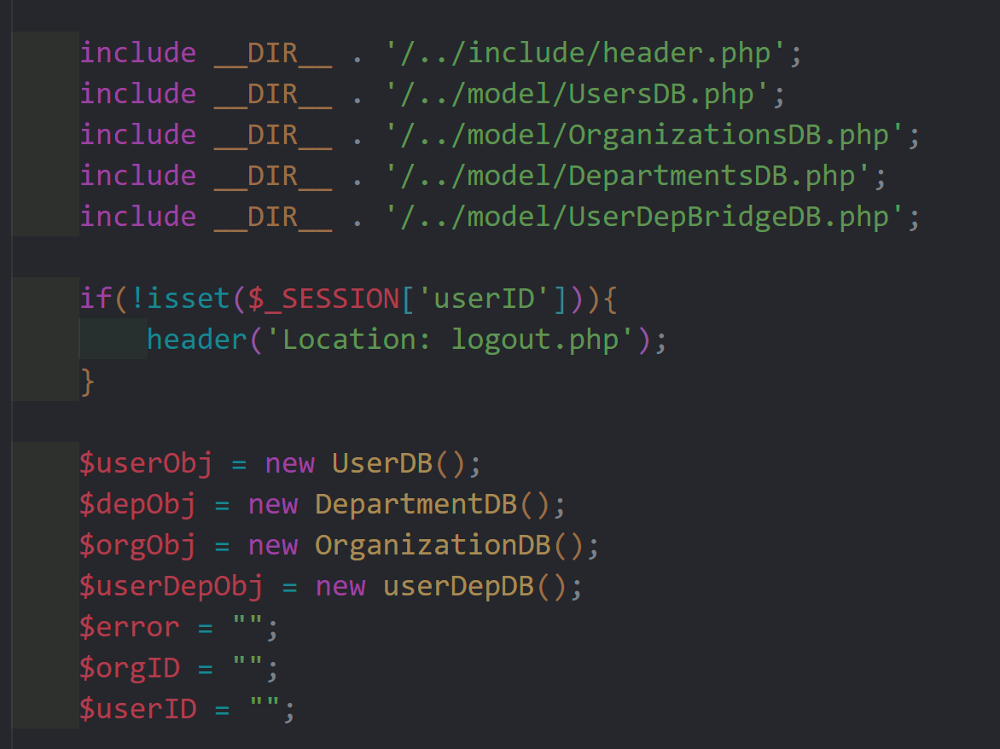 include __DIR__ . '/../include/header.php';
include __DIR__ . '/../model/UsersDB.php';
include __DIR__ . '/../model/OrganizationsDB.php';
include __DIR__ . '/../model/DepartmentsDB.php';
include __DIR__ . '/../model/UserDepBridgeDB.php';
if(!isset($_SESSION['userID'])){
header('Location: logout.php');
}
$userObj = new UserDB();
$depObj = new DepartmentDB();
$orgObj = new OrganizationDB();
$userDepObj = new userDepDB();
$error = "";
$orgID = "";
$userID = "";